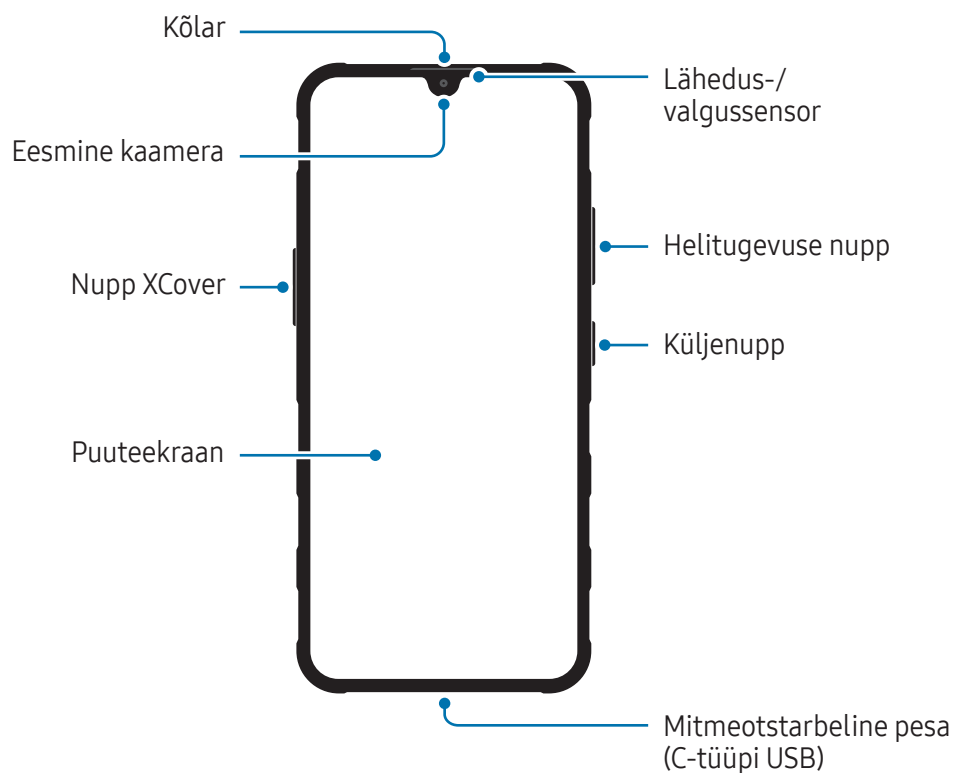 Kõlar
Lähedus-/
valgussensor
Eesmine kaamera
Helitugevuse nupp
Nupp XCover
Küljenupp
Puuteekraan
Mitmeotstarbeline pesa
(C-tüüpi USB)